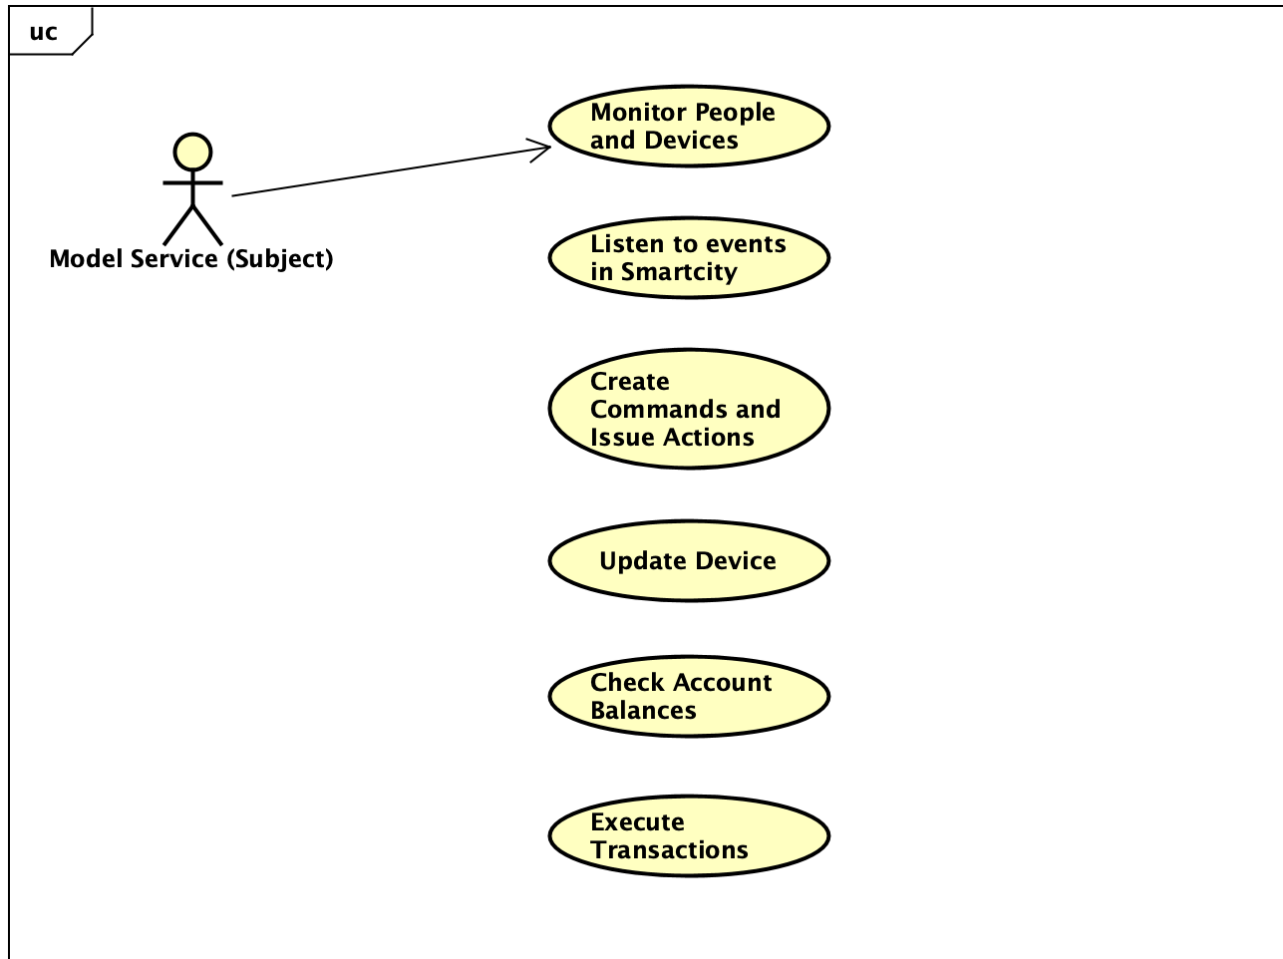 uc
Monitor People
and Devices
Model Service (Subject)
Listen to events
in Smartcity
Create
Commands and
Issue Actions
Update Device
Check Account
Balances
Execute
Transactions